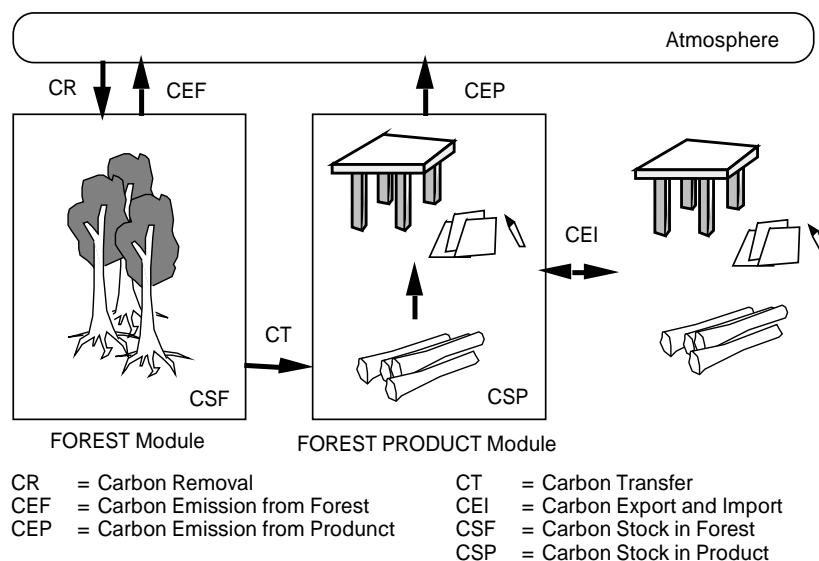 Atmosphere
CR
CEF
CEP
CEI
CT
CSF
CSP
FOREST Module
FOREST PRODUCT Module
CR = Carbon Removal
CEF = Carbon Emission from Forest
CEP = Carbon Emission from Produnct
CT = Carbon Transfer
CEI = Carbon Export and Import
CSF = Carbon Stock in Forest
CSP = Carbon Stock in Product